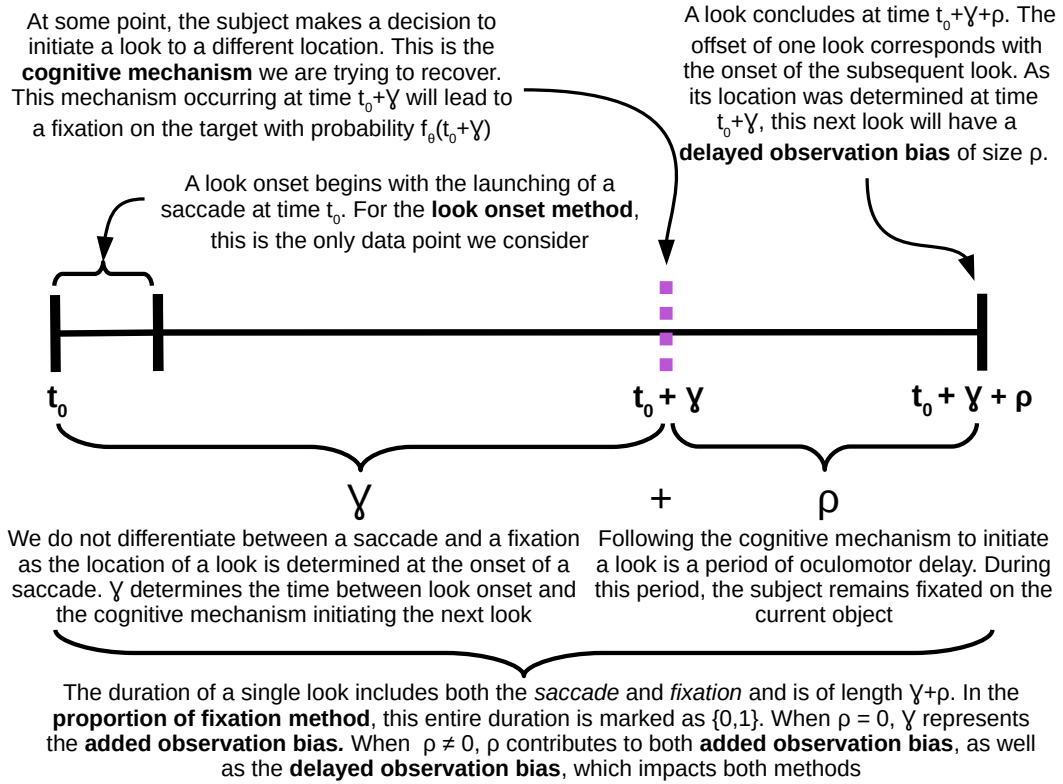 At some point, the subject makes a decision to
initiate a look to a different location. This is the
cognitive mechanism we are trying to recover.
This mechanism occurring at time t₀+Ɣ will lead to
a fixation on the target with probability fθ(t₀+Ɣ)
A look concludes at time t₀+Ɣ+ρ. The
offset of one look corresponds with
the onset of the subsequent look. As
its location was determined at time
t₀+Ɣ, this next look will have a
delayed observation bias of size ρ.
A look onset begins with the launching of a
saccade at time t₀. For the look onset method,
this is the only data point we consider
t₀
t₀ + Ɣ
t₀ + Ɣ + ρ
Ɣ + ρ
We do not differentiate between a saccade and a fixation
as the location of a look is determined at the onset of a
saccade. Ɣ determines the time between look onset and
the cognitive mechanism initiating the next look
Following the cognitive mechanism to initiate
a look is a period of oculomotor delay. During
this period, the subject remains fixated on the
current object
The duration of a single look includes both the saccade and fixation and is of length Ɣ+ρ. In the
proportion of fixation method, this entire duration is marked as {0,1}. When ρ = 0, Ɣ represents
the added observation bias. When ρ ≠ 0, ρ contributes to both added observation bias, as well
as the delayed observation bias, which impacts both methods